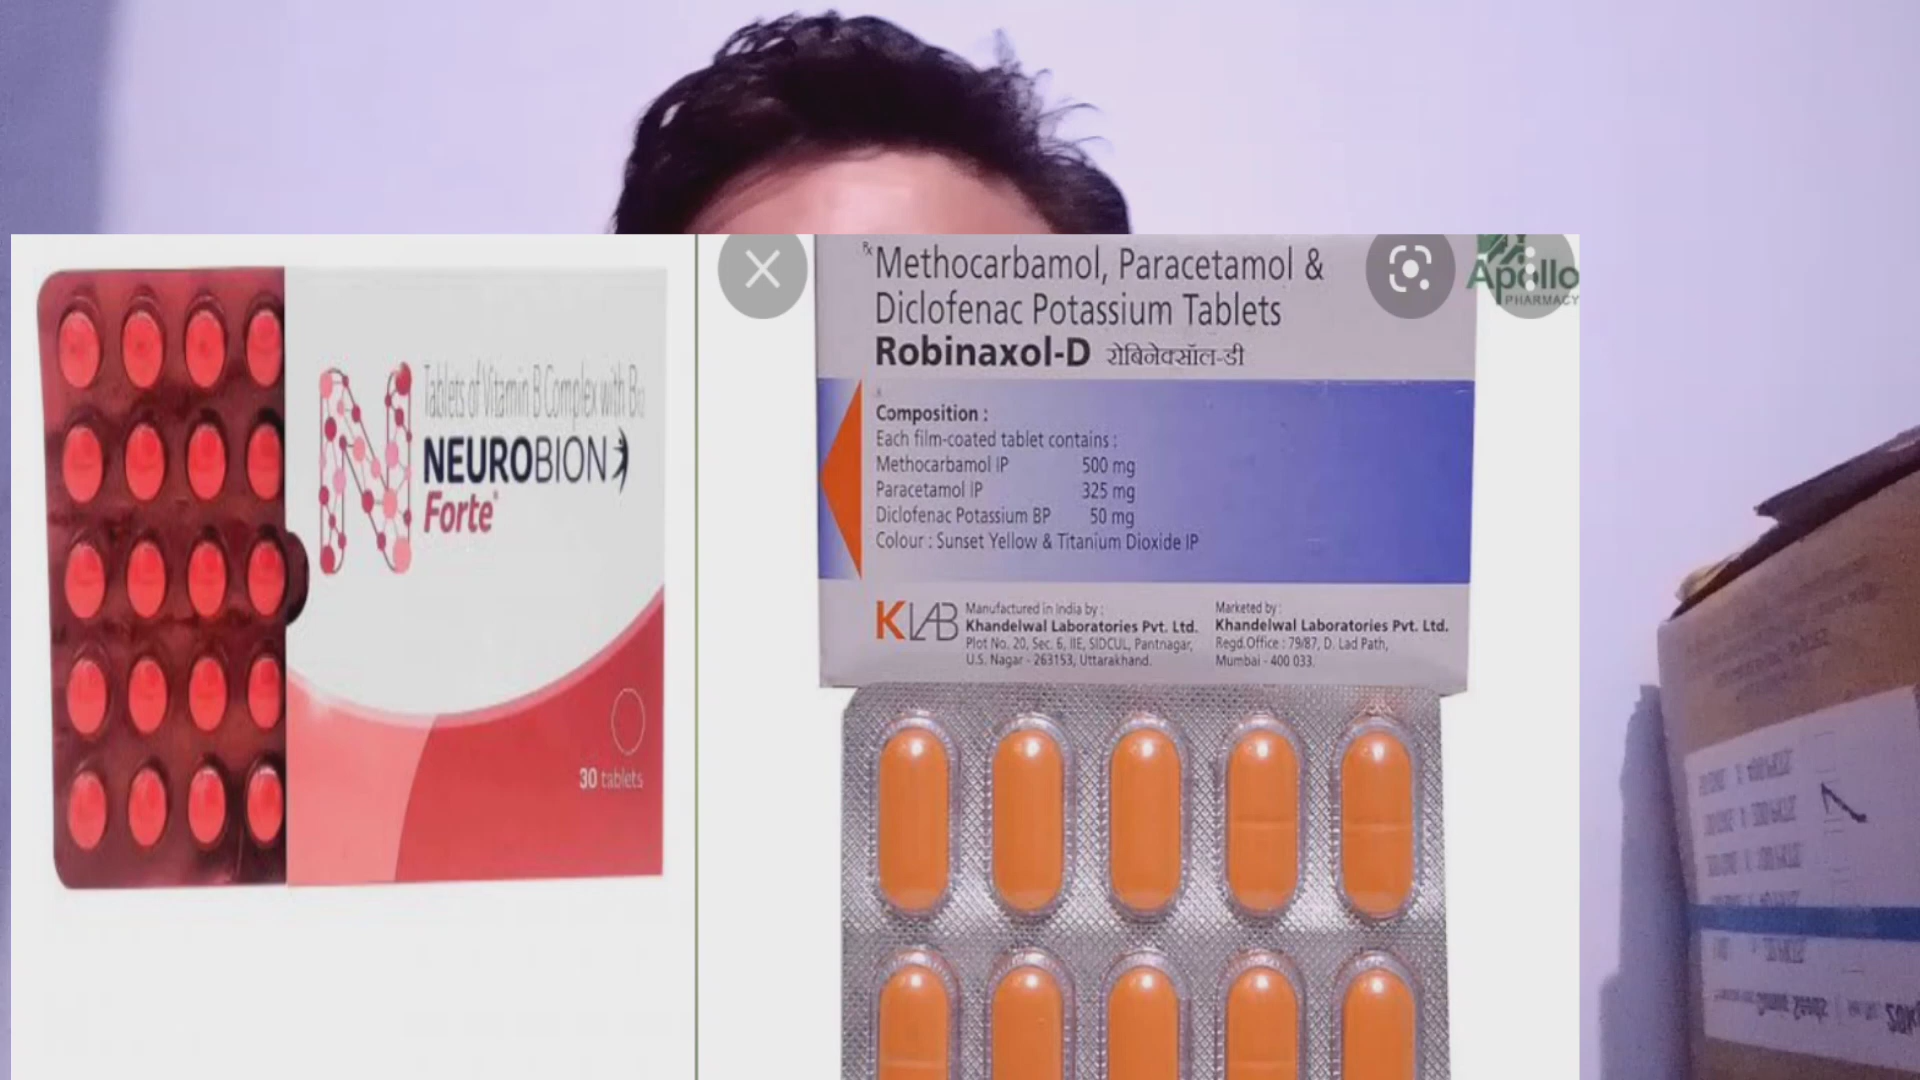 Tablets of Vitamin B Complex with B12
NEUROBION
Forte
30 tablets
Rx
Methocarbamol, Paracetamol &
Diclofenac Potassium Tablets
Robinaxol-D रोबिनेक्सॉल-डी
Composition :
Each film-coated tablet contains :
Methocarbamol IP 500 mg
Paracetamol IP 325 mg
Diclofenac Potassium BP 50 mg
Colour : Sunset Yellow & Titanium Dioxide IP
KLAB
Manufactured in India by :
Khandelwal Laboratories Pvt. Ltd.
Plot No. 20, Sec. 6, IIE, SIDCUL, Pantnagar,
U.S. Nagar - 263153, Uttarakhand.
Marketed by :
Khandelwal Laboratories Pvt. Ltd.
Regd. Office : 79/87, D. Lad Path,
Mumbai - 400 033.
Apollo
PHARMACY